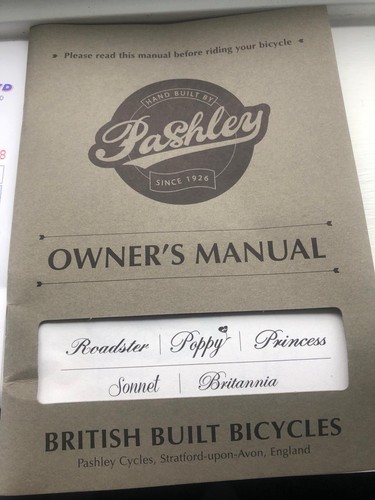 Please read this manual before riding your bicycle
HAND BUILT BY
Pashley
SINCE 1926
OWNER'S MANUAL
Roadster | Poppy | Princess
Sonnet | Britannia
BRITISH BUILT BICYCLES
Pashley Cycles, Stratford-upon-Avon, England